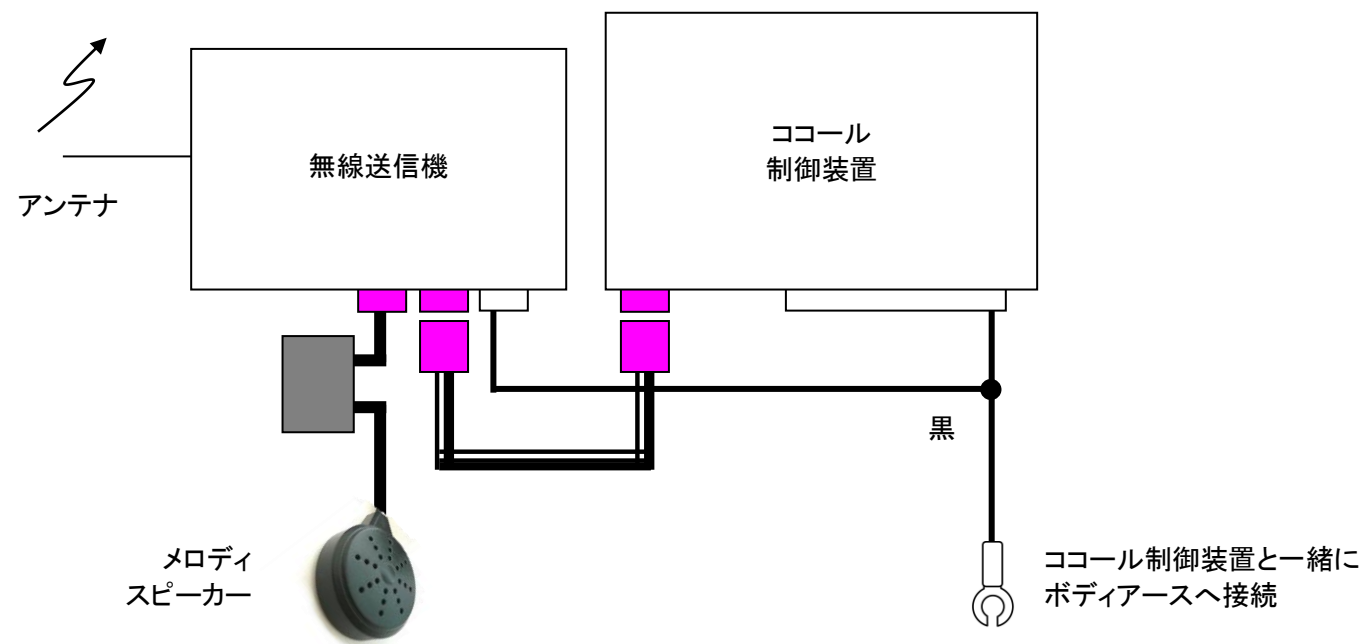 ココール
制御装置
無線送信機
アンテナ
黒
メロディ
スピーカー
ココール制御装置と一緒に
ボディアースへ接続